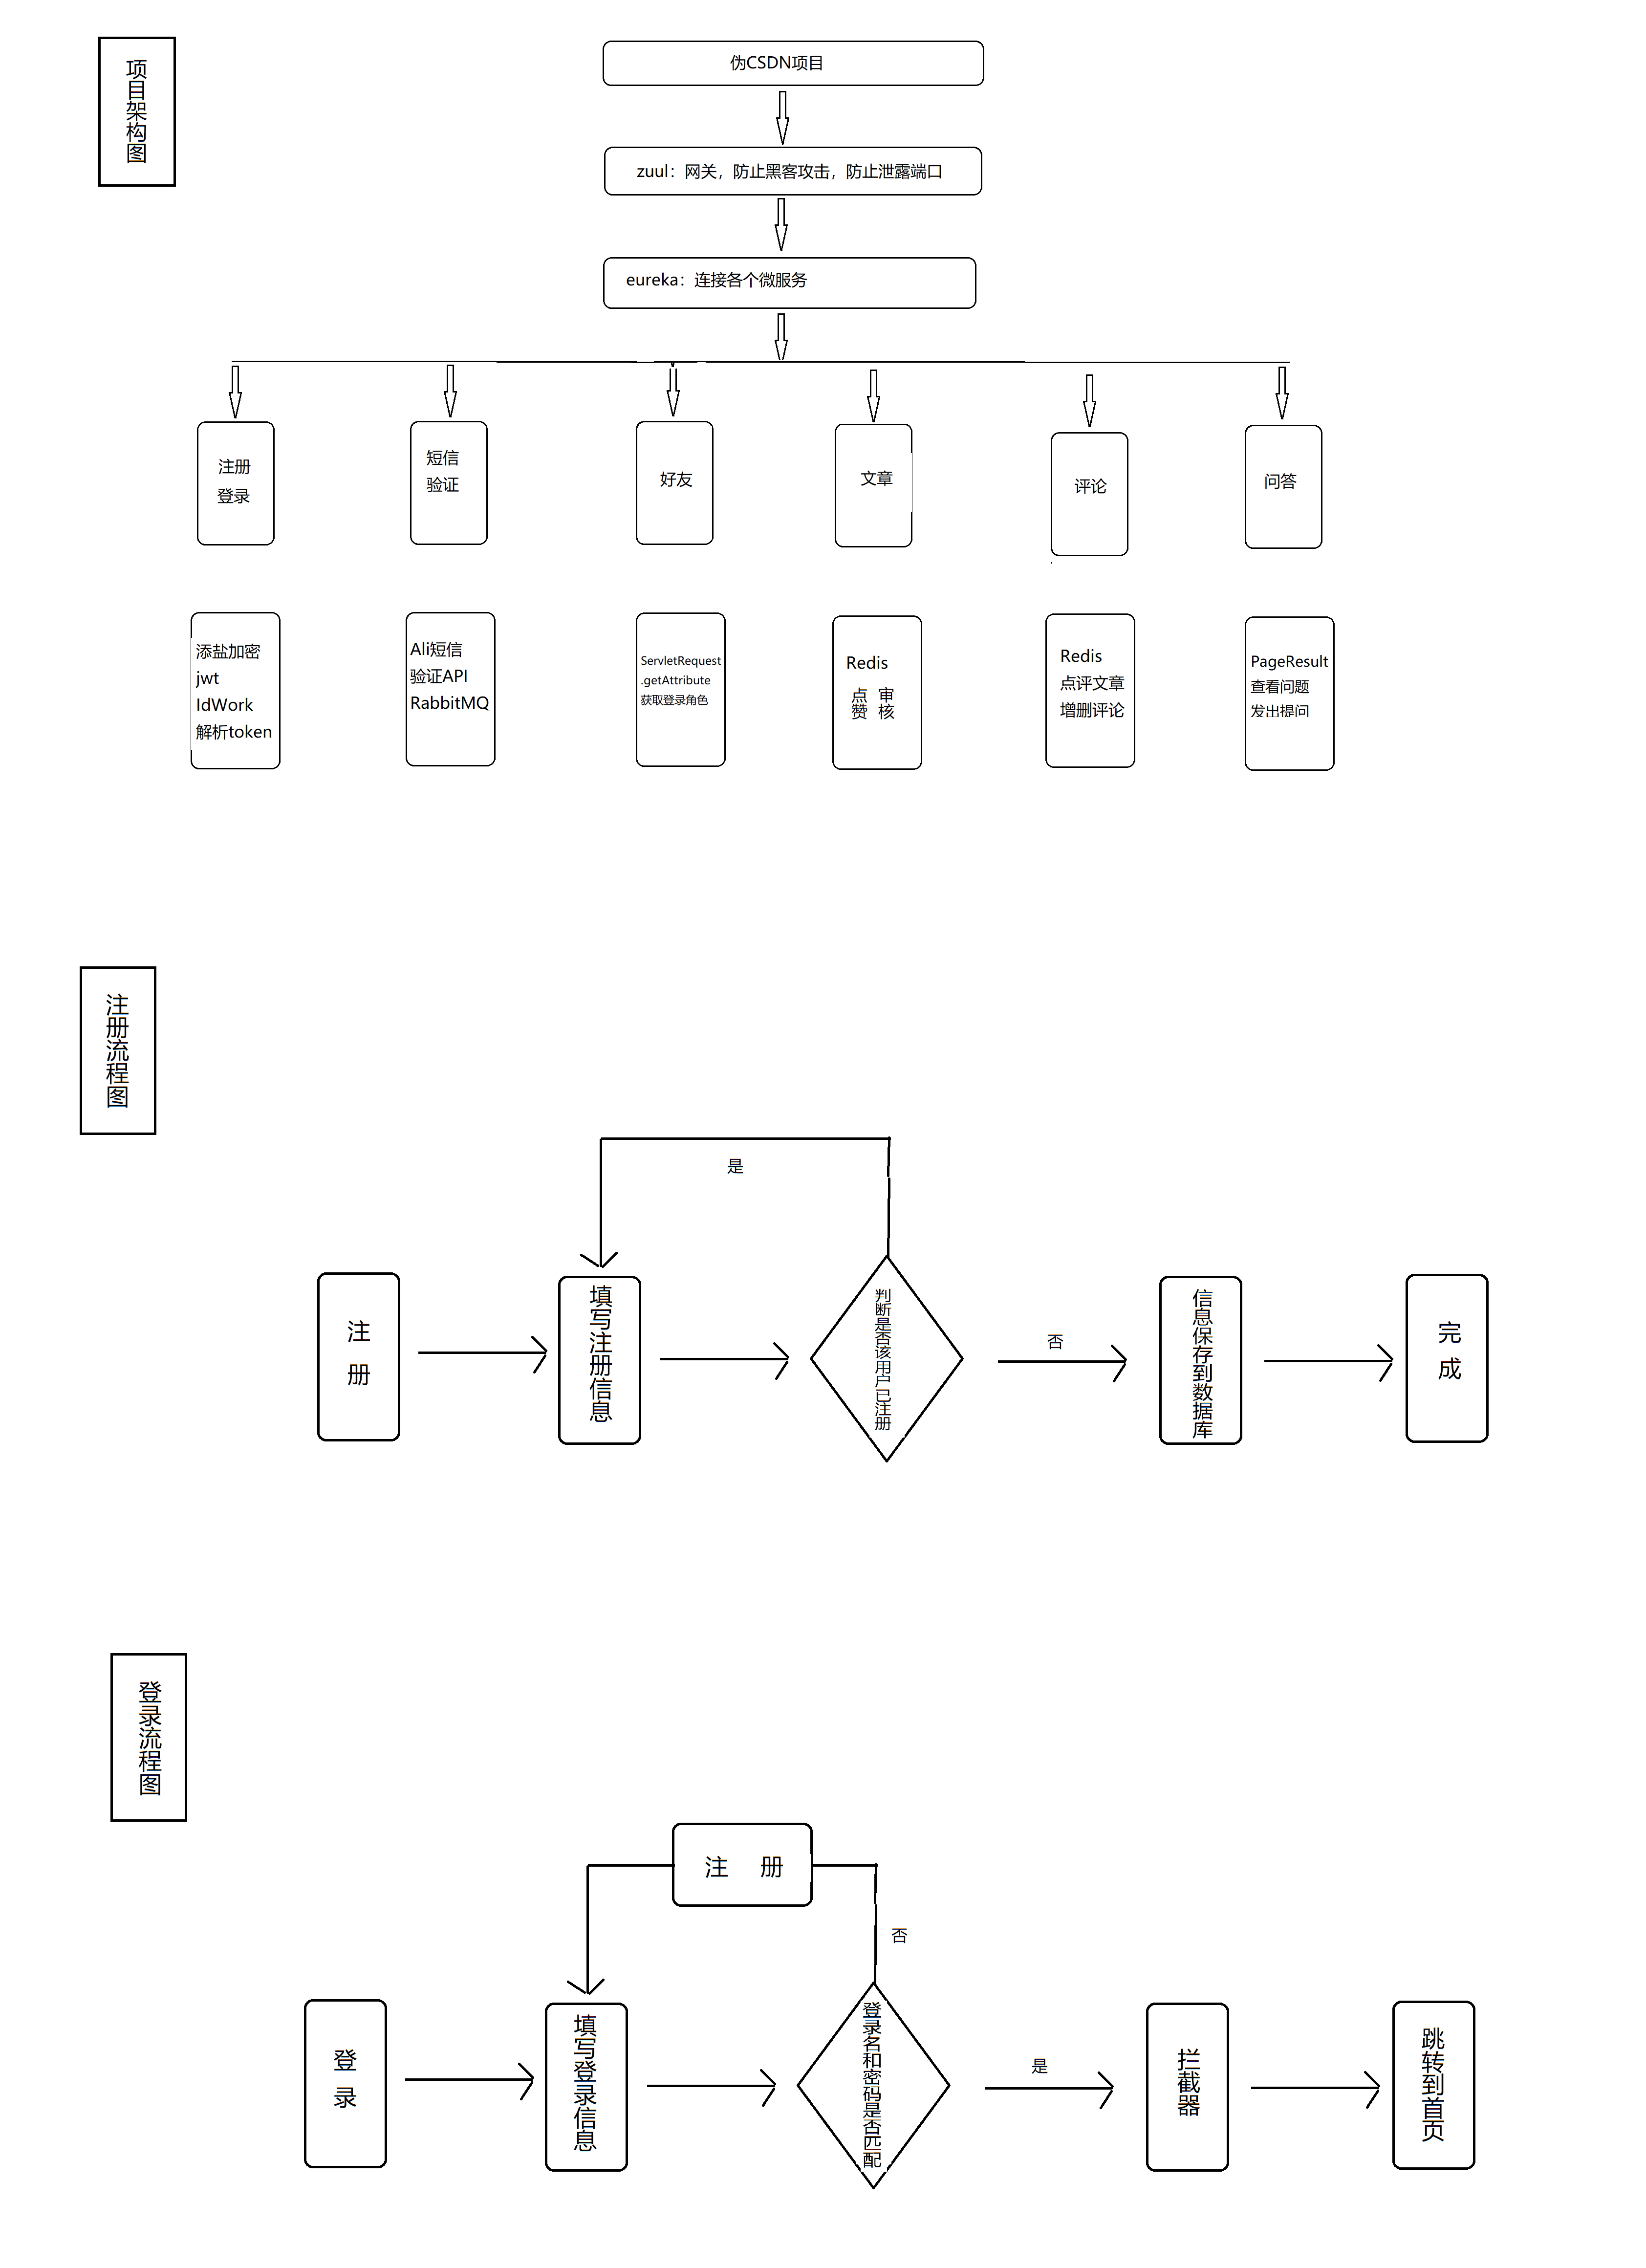 项目架构图
伪CSDN项目
zuul：网关，防止黑客攻击，防止泄露端口
eureka：连接各个微服务
注册
登录
短信
验证
好友
文章
评论
问答
添盐加密
jwt
IdWork
解析token
Ali短信
验证API
RabbitMQ
ServletRequest
.getAttribute
获取登录角色
Redis
点赞
审核
Redis
点评文章
增删评论
PageResult
查看问题
发出提问
注册流程图
是
注册
填写注册信息
判断是否该用户已注册
否
信息保存到数据库
完成
登录流程图
注 册
否
登录
填写登录信息
登录名和密码是否匹配
是
拦截器
跳转到首页